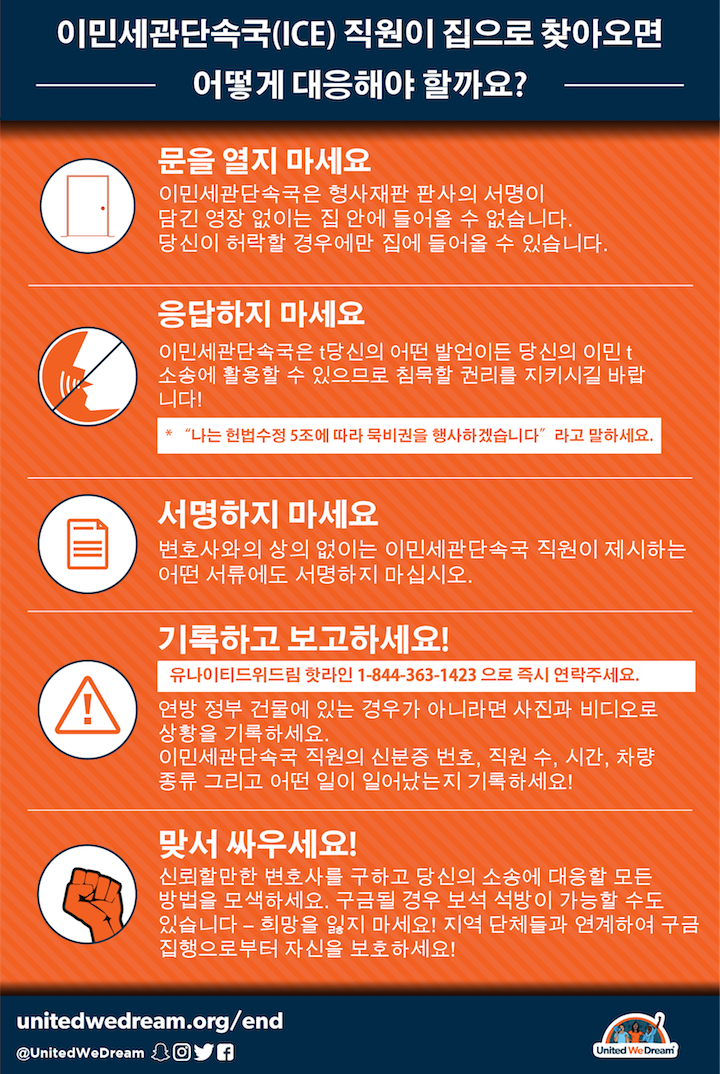 이민세관단속국(ICE) 직원이 집으로 찾아오면
어떻게 대응해야 할까요?
문을 열지 마세요
이민세관단속국은 형사재판 판사의 서명이
담긴 영장 없이는 집 안에 들어올 수 없습니다.
당신이 허락할 경우에만 집에 들어올 수 있습니다.
응답하지 마세요
이민세관단속국은 t당신의 어떤 발언이든 당신의 이민 t
소송에 활용할 수 있으므로 침묵할 권리를 지키시길 바랍
니다!
* “나는 헌법수정 5조에 따라 묵비권을 행사하겠습니다” 라고 말하세요.
서명하지 마세요
변호사와의 상의 없이는 이민세관단속국 직원이 제시하는
어떤 서류에도 서명하지 마십시오.
기록하고 보고하세요!
유나이티드위드림 핫라인 1-844-363-1423 으로 즉시 연락주세요.
연방 정부 건물에 있는 경우가 아니라면 사진과 비디오로
상황을 기록하세요.
이민세관단속국 직원의 신분증 번호, 직원 수, 시간, 차량
종류 그리고 어떤 일이 일어났는지 기록하세요!
맞서 싸우세요!
신뢰할만한 변호사를 구하고 당신의 소송에 대응할 모든
방법을 모색하세요. 구금될 경우 보석 석방이 가능할 수도
있습니다 – 희망을 잃지 마세요! 지역 단체들과 연계하여 구금
집행으로부터 자신을 보호하세요!
unitedwedream.org/end
@UnitedWeDream
United We Dream